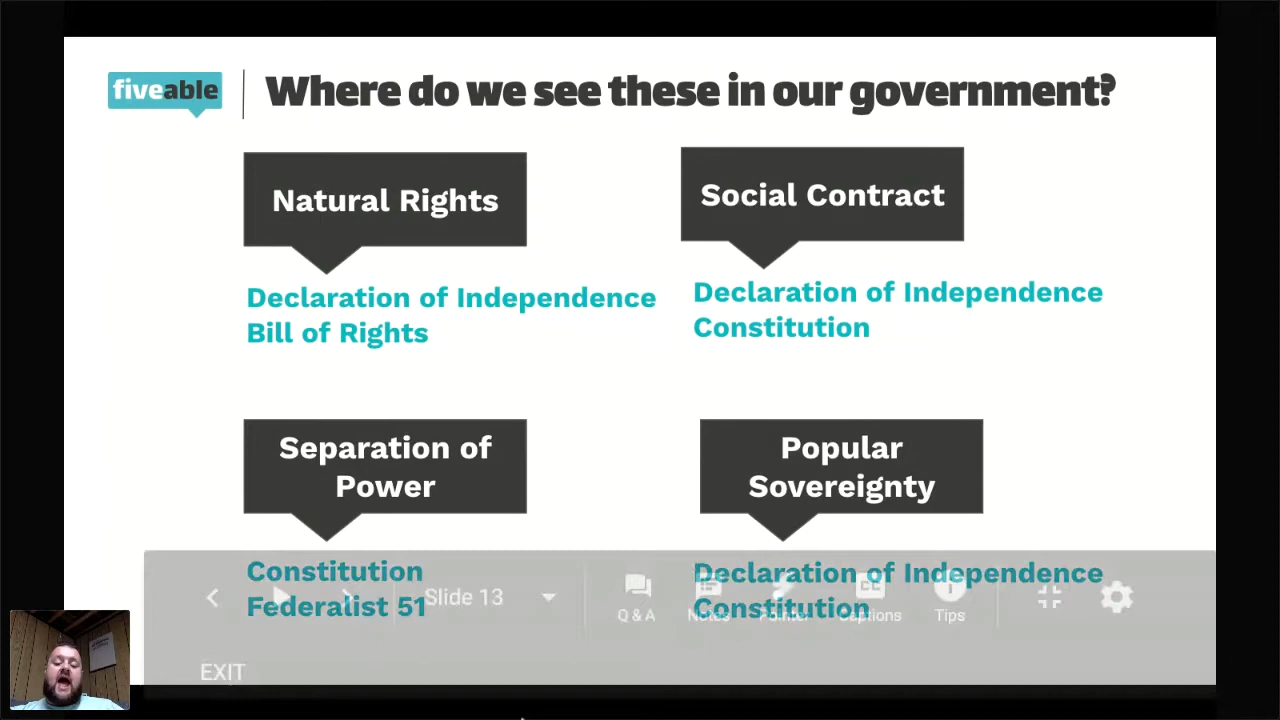 fiveable
Where do we see these in our government?
Natural Rights
Declaration of Independence
Bill of Rights
Social Contract
Declaration of Independence
Constitution
Separation of
Power
Constitution
Federalist 51
Popular
Sovereignty
Declaration of Independence
Constitution
Slide 13
Q & A
Notes
Pointer
Captions
Tips
EXIT